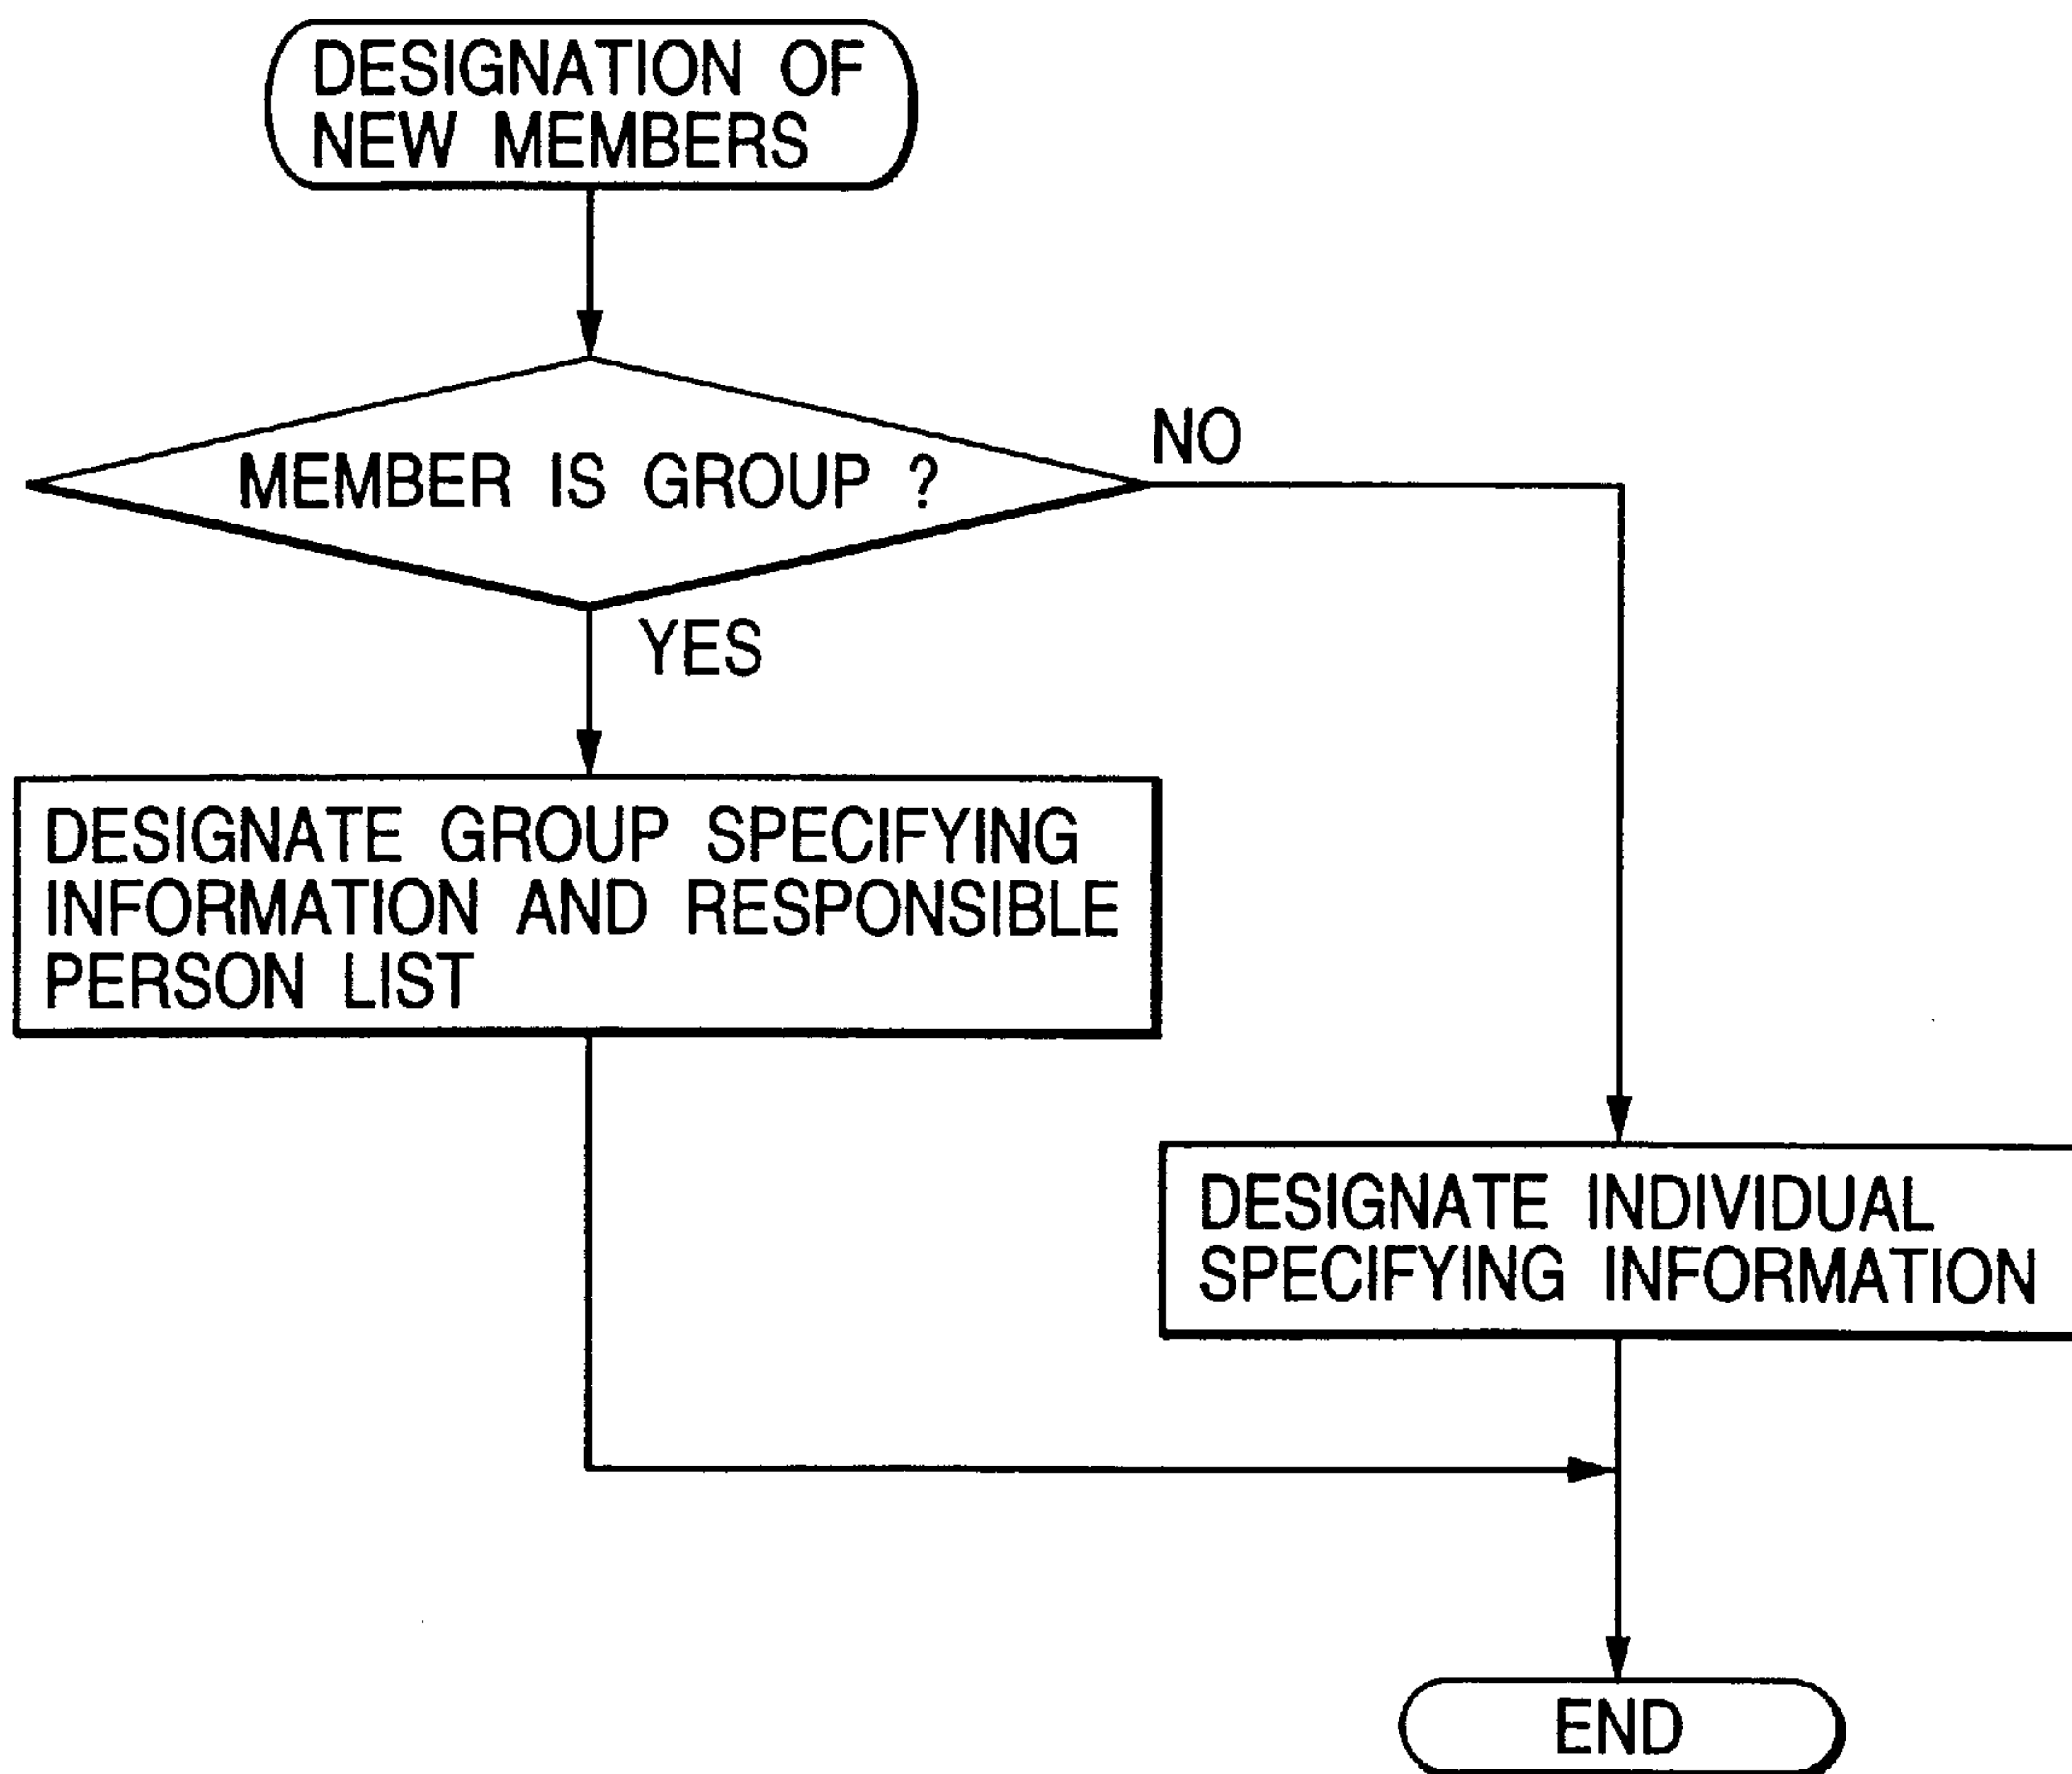 DESIGNATION OF
NEW MEMBERS
MEMBER IS GROUP ?
NO
YES
DESIGNATE GROUP SPECIFYING
INFORMATION AND RESPONSIBLE
PERSON LIST
DESIGNATE INDIVIDUAL
SPECIFYING INFORMATION
END